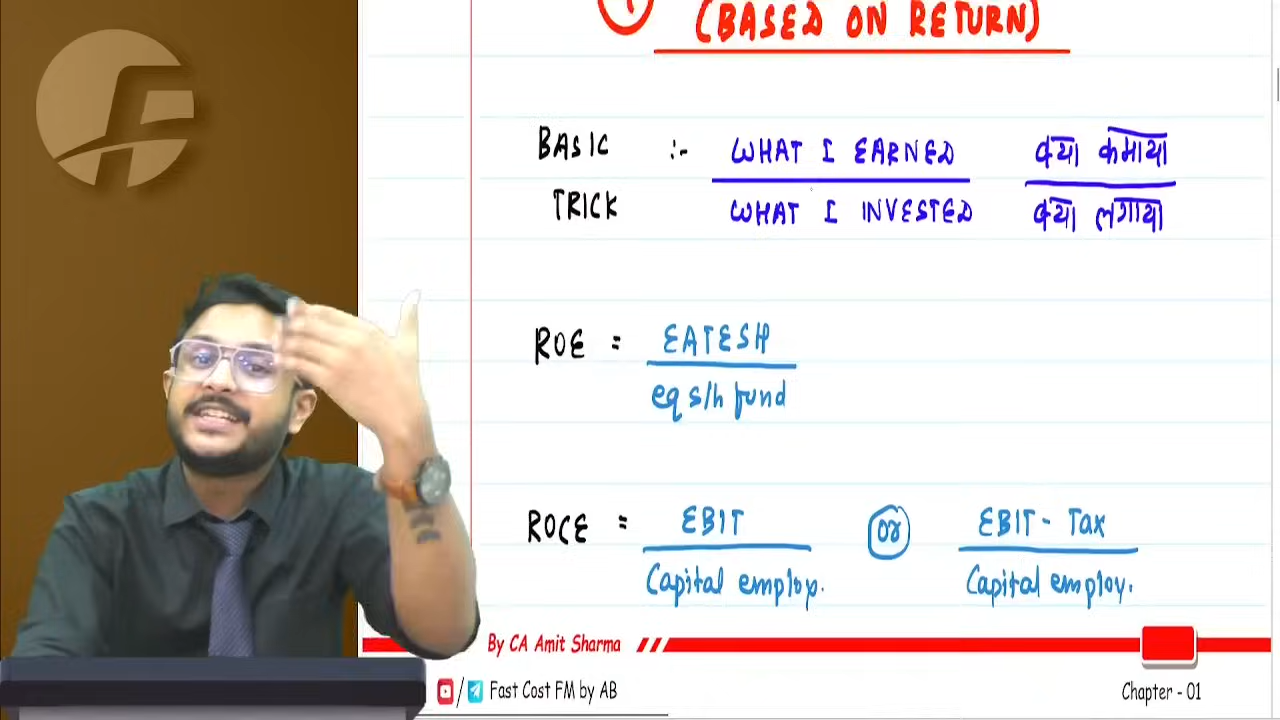 1
(BASED ON RETURN)
BASIC TRICK :- WHAT I EARNED / WHAT I INVESTED क्या कमाया / क्या लगाया
ROE = EATESH / eq s/h fund
ROCE = EBIT / Capital employ. OR EBIT - Tax / Capital employ.
By CA Amit Sharma
Fast Cost FM by AB
Chapter - 01